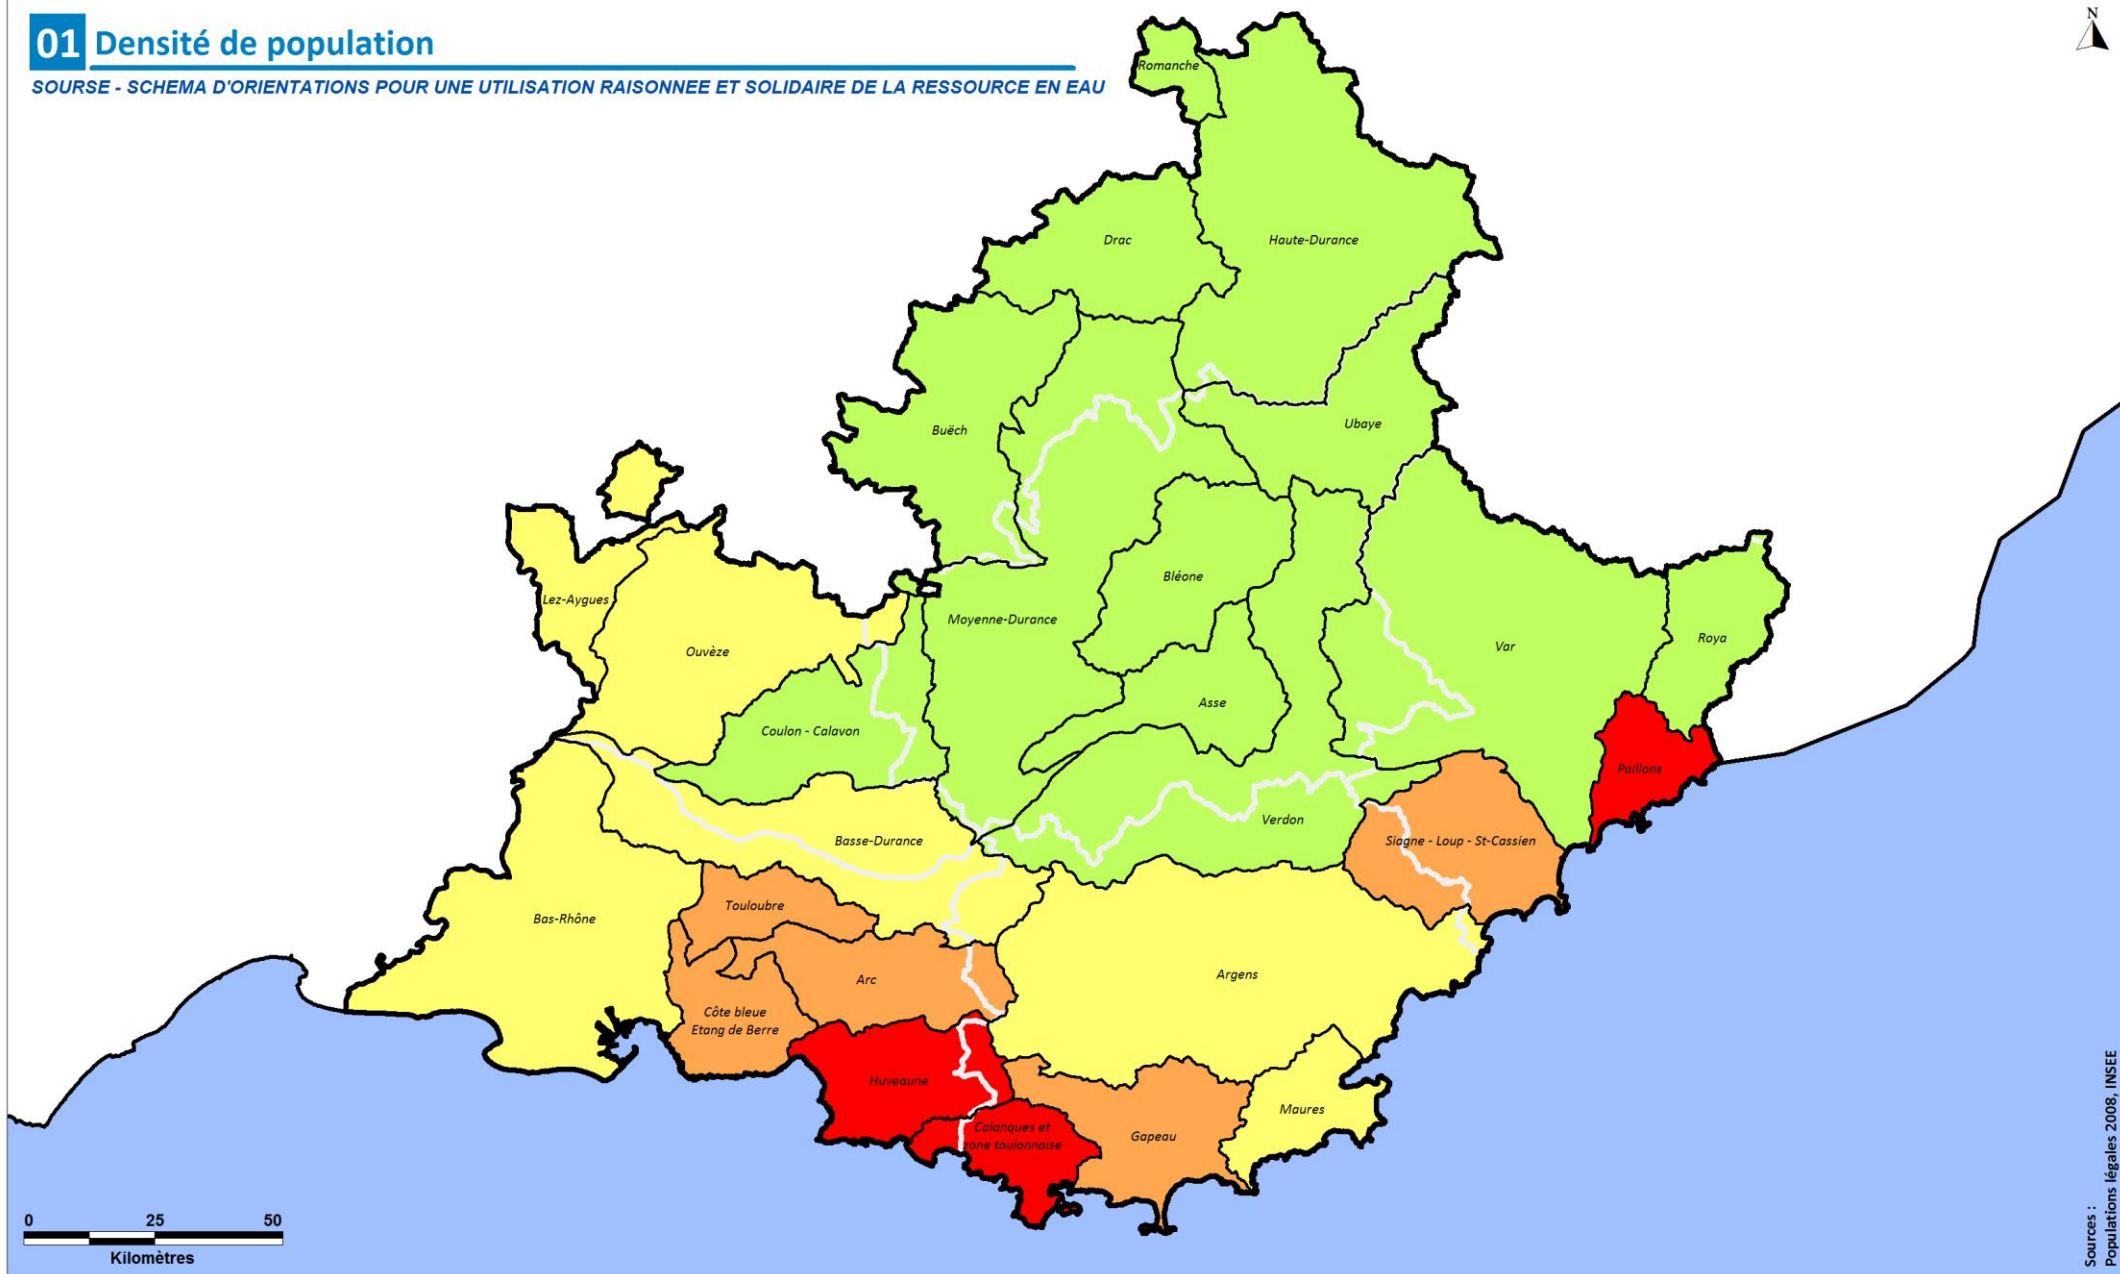 01 Densité de population
SOURSE - SCHEMA D'ORIENTATIONS POUR UNE UTILISATION RAISONNEE ET SOLIDAIRE DE LA RESSOURCE EN EAU
N
Romanche
Drac
Haute-Durance
Buëch
Ubaye
Bléone
Lez-Aygues
Moyenne-Durance
Ouvèze
Var
Roya
Asse
Coulon - Calavon
Paillons
Verdon
Basse-Durance
Siagne - Loup - St-Cassien
Touloubre
Bas-Rhône
Argens
Arc
Côte bleue
Etang de Berre
Huveaune
Maures
Calanques et
zone toulonnaise
Gapeau
0 25 50
Kilomètres
Sources :
Populations légales 2008, INSEE